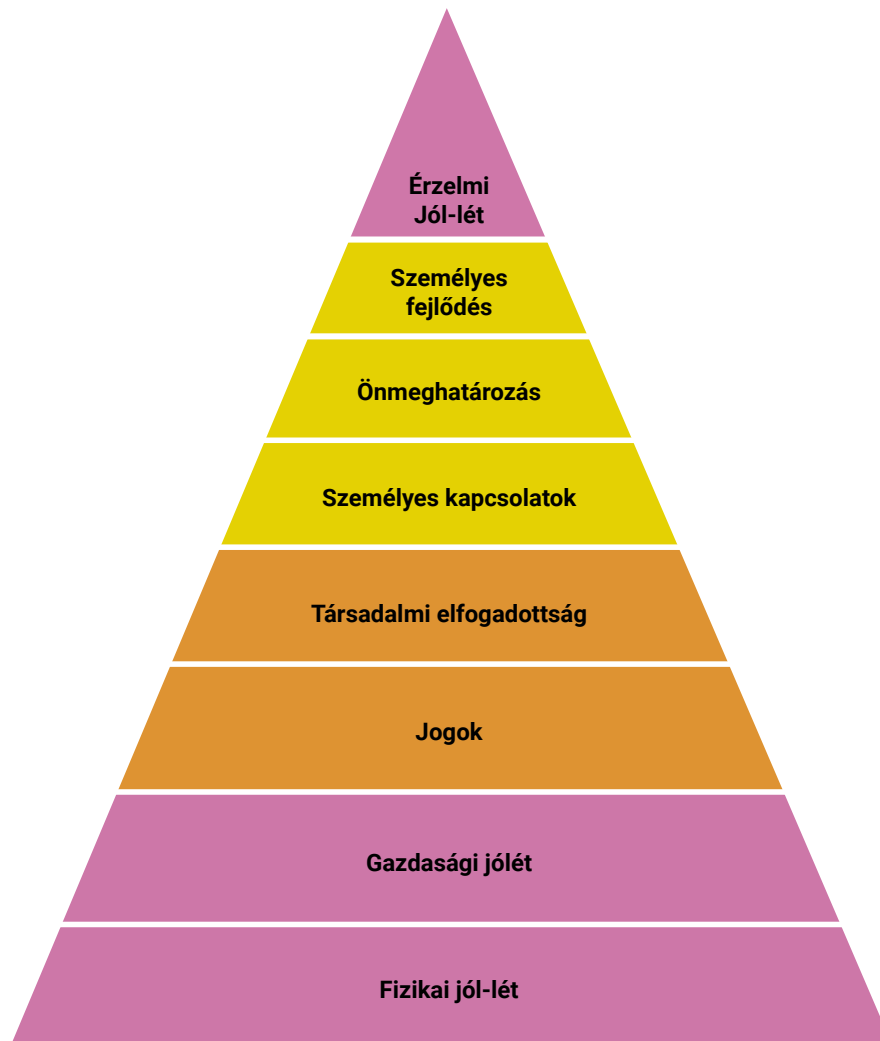 Érzelmi
Jól-lét
Személyes
fejlődés
Önmeghatározás
Személyes kapcsolatok
Társadalmi elfogadottság
Jogok
Gazdasági jólét
Fizikai jól-lét